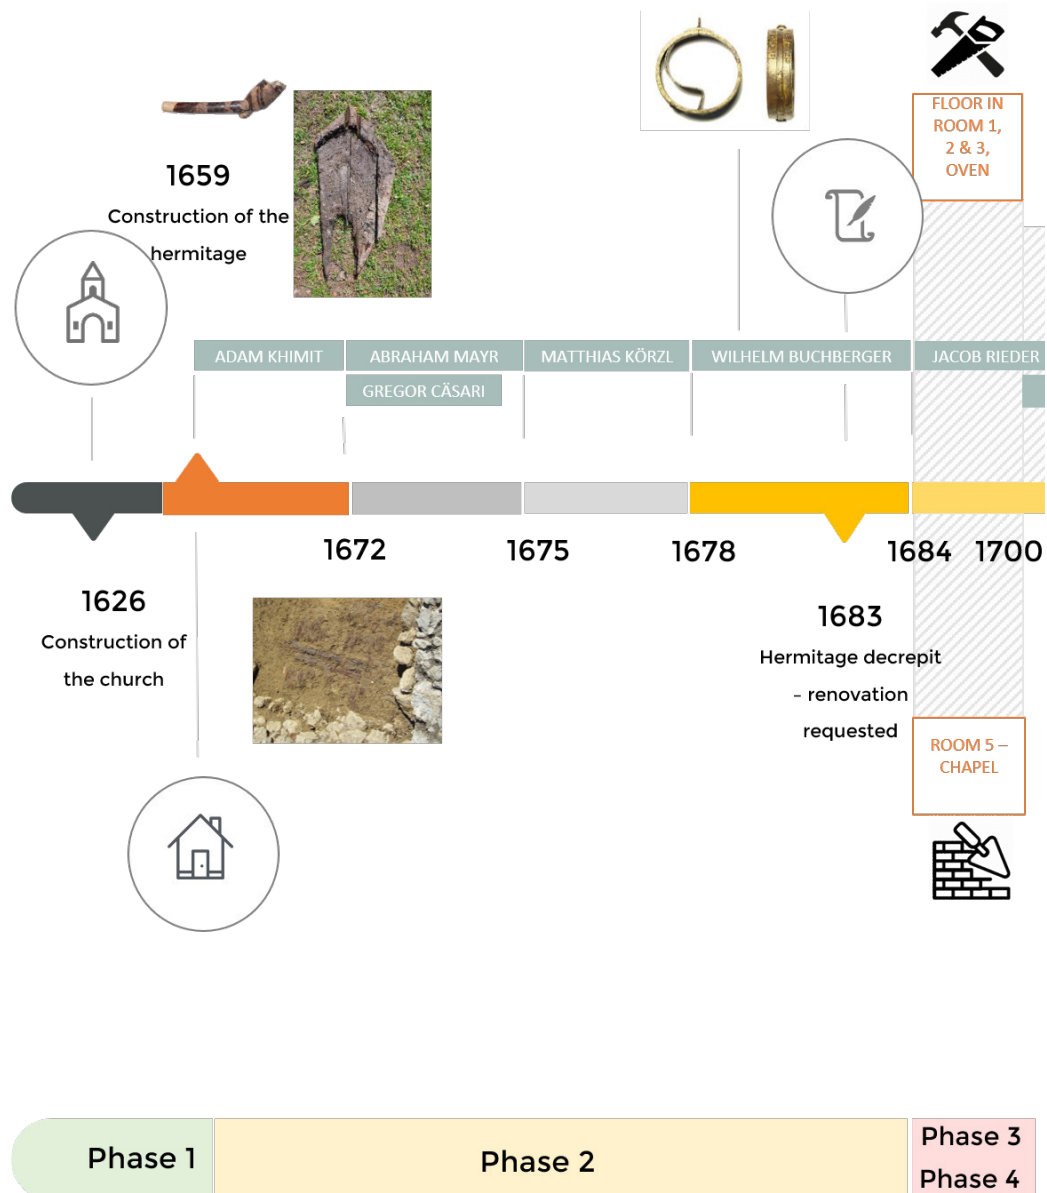 FLOOR IN
ROOM 1,
2 & 3,
OVEN
1659
Construction of the
hermitage
ADAM KHIMIT
ABRAHAM MAYR
MATTHIAS KÖRZL
WILHELM BUCHBERGER
JACOB RIEDER
GREGOR CÄSARI
1672
1675
1678
1684
1700
1626
Construction of
the church
1683
Hermitage decrepit
– renovation
requested
ROOM 5 –
CHAPEL
Phase 1
Phase 2
Phase 3
Phase 4